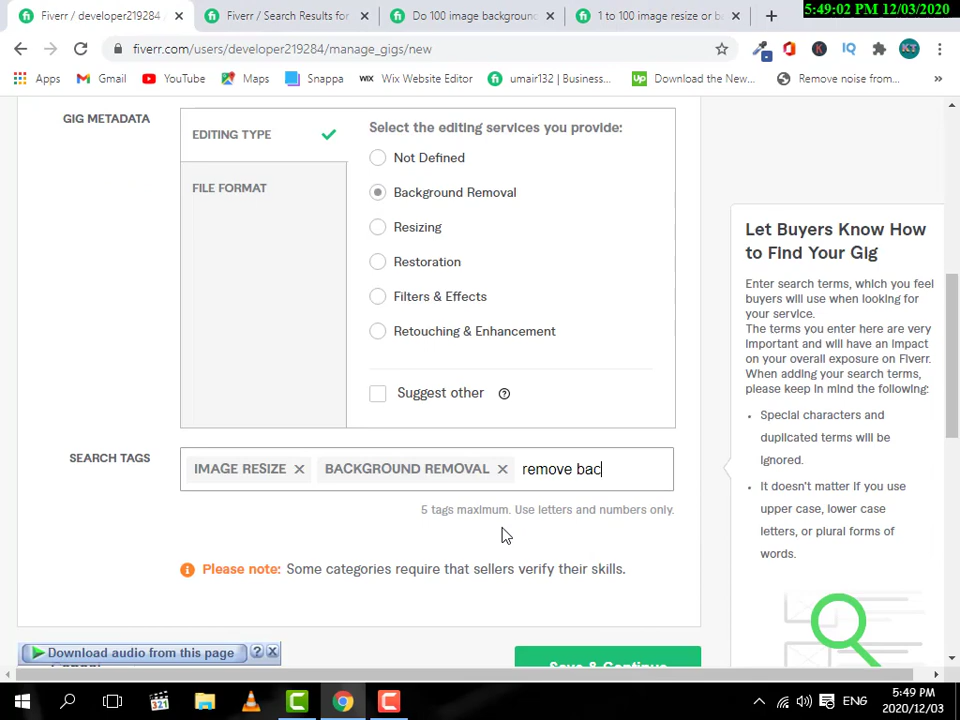 5:49:02 PM 12/03/2020
Fiverr / developer219284
Fiverr / Search Results for
Do 100 image background
1 to 100 image resize or b
fiverr.com/users/developer219284/manage_gigs/new
Apps
Gmail
YouTube
Maps
Snappa
Wix Website Editor
umair132 | Business...
Download the New...
Remove noise from...
GIG METADATA
EDITING TYPE
FILE FORMAT
Select the editing services you provide:
Not Defined
Background Removal
Resizing
Restoration
Filters & Effects
Retouching & Enhancement
Suggest other
SEARCH TAGS
IMAGE RESIZE
BACKGROUND REMOVAL
remove bac
5 tags maximum. Use letters and numbers only.
Please note: Some categories require that sellers verify their skills.
Let Buyers Know How
to Find Your Gig
Enter search terms, which you feel
buyers will use when looking for
your service.
The terms you enter here are very
important and will have an impact
on your overall exposure on Fiverr.
When adding your search terms,
please keep in mind the following:
Special characters and
duplicated terms will be
ignored.
It doesn't matter if you use
upper case, lower case
letters, or plural forms of
words.
Download audio from this page
Save & Continue
ENG
5:49 PM
2020/12/03